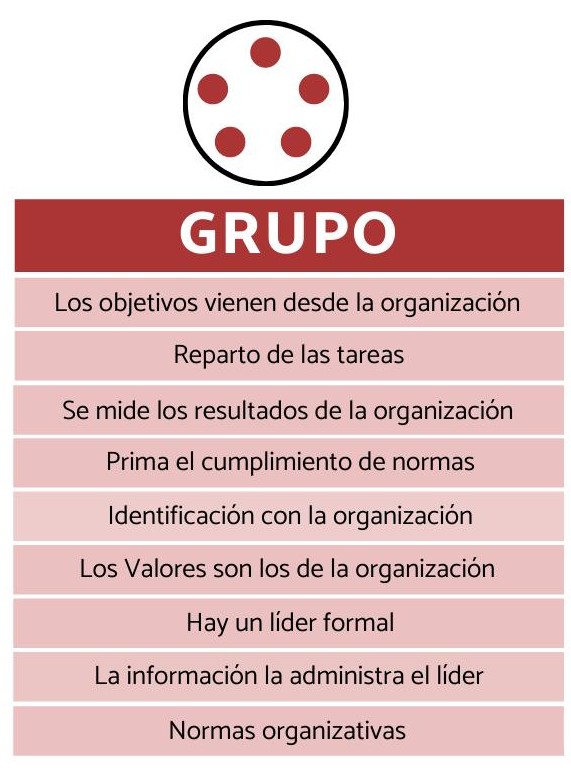 GRUPO
Los objetivos vienen desde la organización
Reparto de las tareas
Se mide los resultados de la organización
Prima el cumplimiento de normas
Identificación con la organización
Los Valores son los de la organización
Hay un líder formal
La información la administra el líder
Normas organizativas